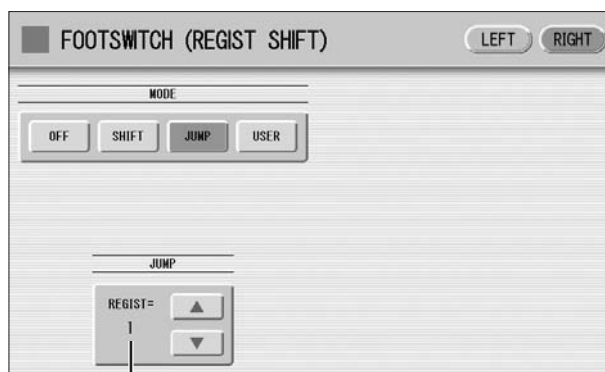 FOOTSWITCH (REGIST SHIFT)
LEFT RIGHT
MODE
OFF SHIFT JUMP USER
JUMP
REGIST=
1